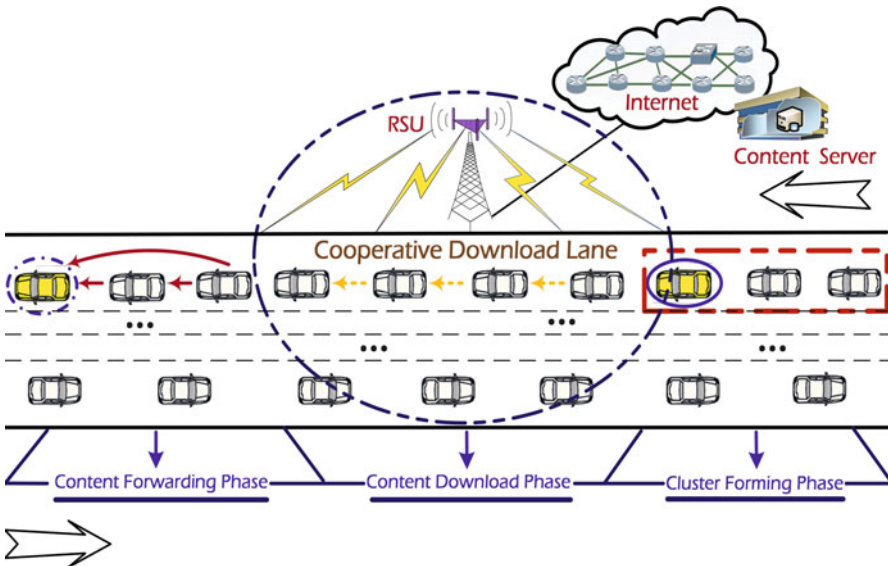 Internet
RSU
Content Server
Cooperative Download Lane
Content Forwarding Phase
Content Download Phase
Cluster Forming Phase